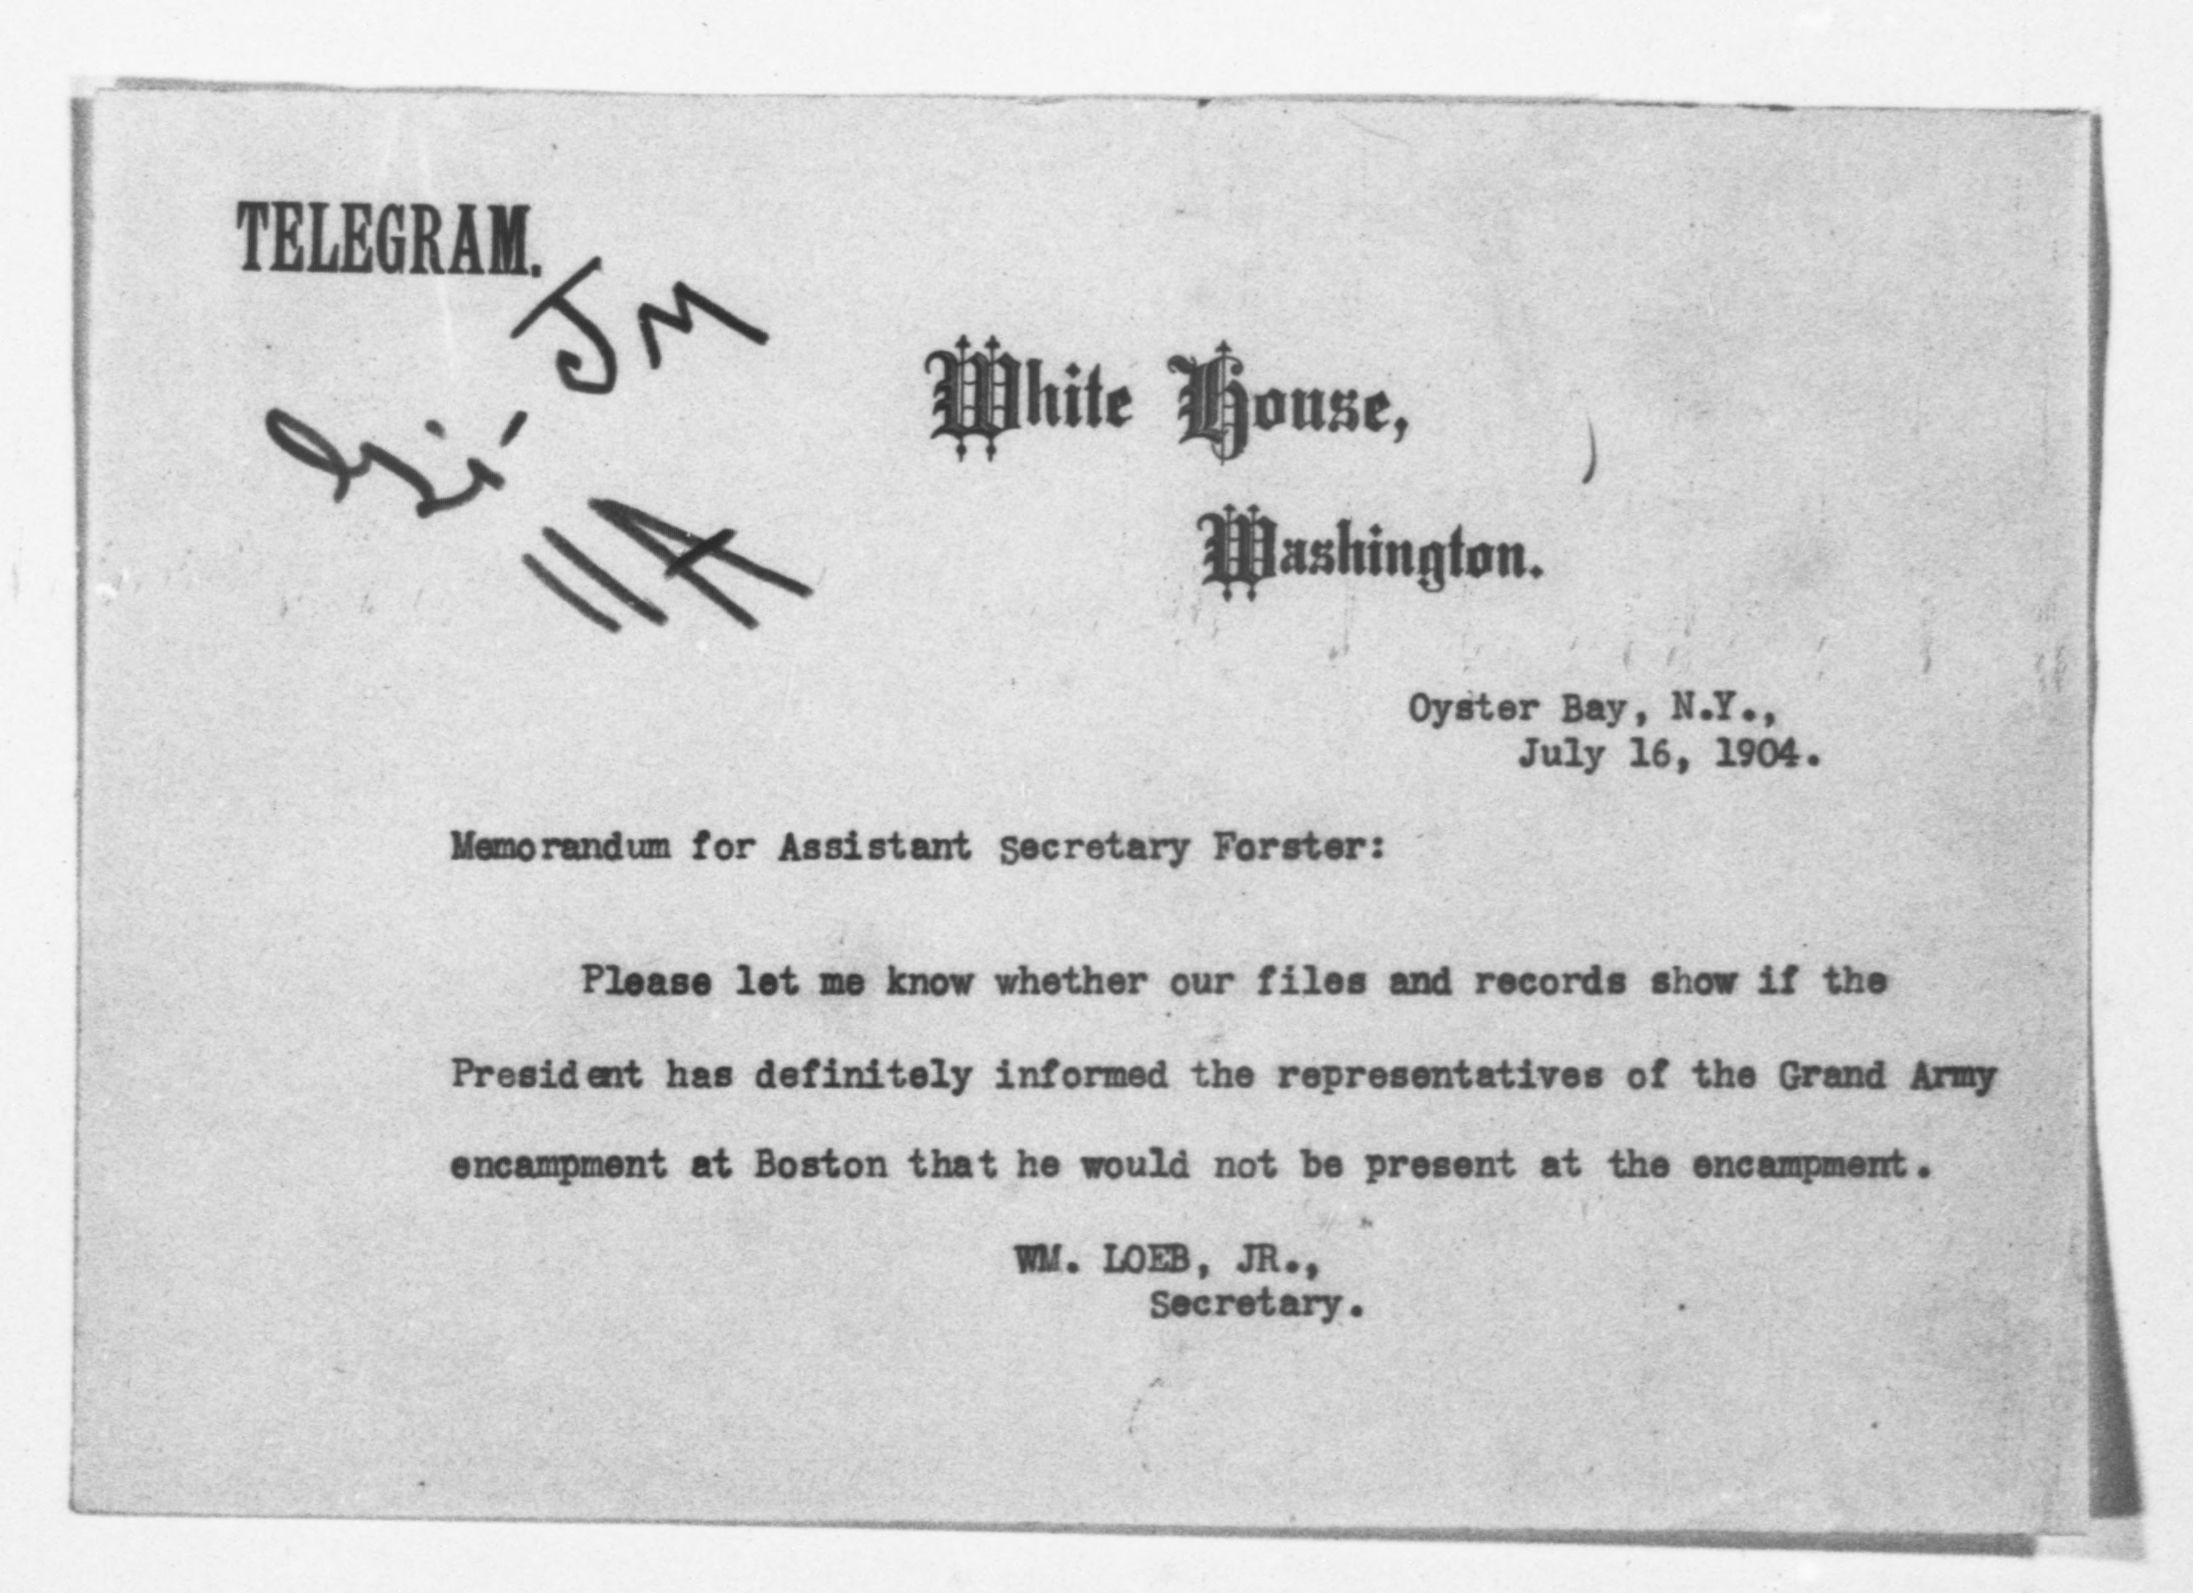 TELEGRAM.
JM
11A
White House,
Washington.
Oyster Bay, N.Y.,
July 16, 1904.
Memorandum for Assistant Secretary Forster:
Please let me know whether our files and records show if the
President has definitely informed the representatives of the Grand Army
encampment at Boston that he would not be present at the encampment.
WM. LOEB, JR.,
Secretary.